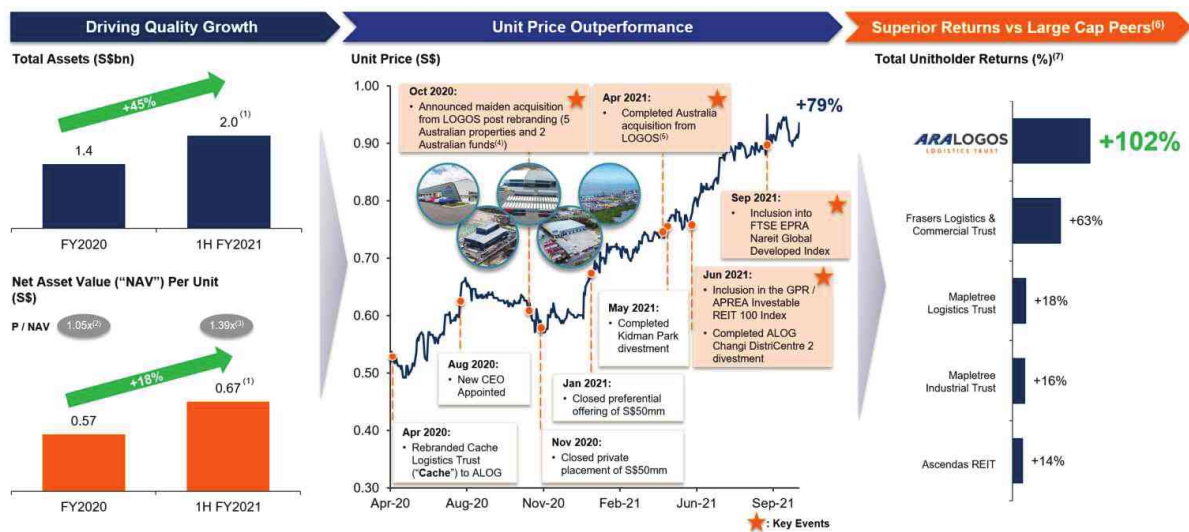 Driving Quality Growth
Total Assets (S$bn)
+45%
1.4
2.0 (1)
FY2020
1H FY2021
Net Asset Value (“NAV”) Per Unit
(S$)
P / NAV
1.05x(2)
1.39x(3)
+18%
0.57
0.67 (1)
FY2020
1H FY2021
Unit Price Outperformance
Unit Price (S$)
1.00
0.90
0.80
0.70
0.60
0.50
0.40
0.30
Apr-20
Aug-20
Nov-20
Feb-21
Jun-21
Sep-21
Oct 2020:
• Announced maiden acquisition
from LOGOS post rebranding (5
Australian properties and 2
Australian funds(4))
Apr 2021:
• Completed Australia
acquisition from
LOGOS(5)
+79%
Sep 2021:
• Inclusion into
FTSE EPRA
Nareit Global
Developed Index
Jun 2021:
• Inclusion in the GPR /
APREA Investable
REIT 100 Index
• Completed ALOG
Changi DistriCentre 2
divestment
May 2021:
• Completed
Kidman Park
divestment
Aug 2020:
• New CEO
Appointed
Jan 2021:
• Closed preferential
offering of S$50mm
Apr 2020:
• Rebranded Cache
Logistics Trust
(“Cache”) to ALOG
Nov 2020:
• Closed private
placement of S$50mm
: Key Events
Superior Returns vs Large Cap Peers(6)
Total Unitholder Returns (%)(7)
ARALOGOS
LOGISTICS TRUST
+102%
Frasers Logistics &
Commercial Trust
+63%
Mapletree
Logistics Trust
+18%
Mapletree
Industrial Trust
+16%
Ascendas REIT
+14%